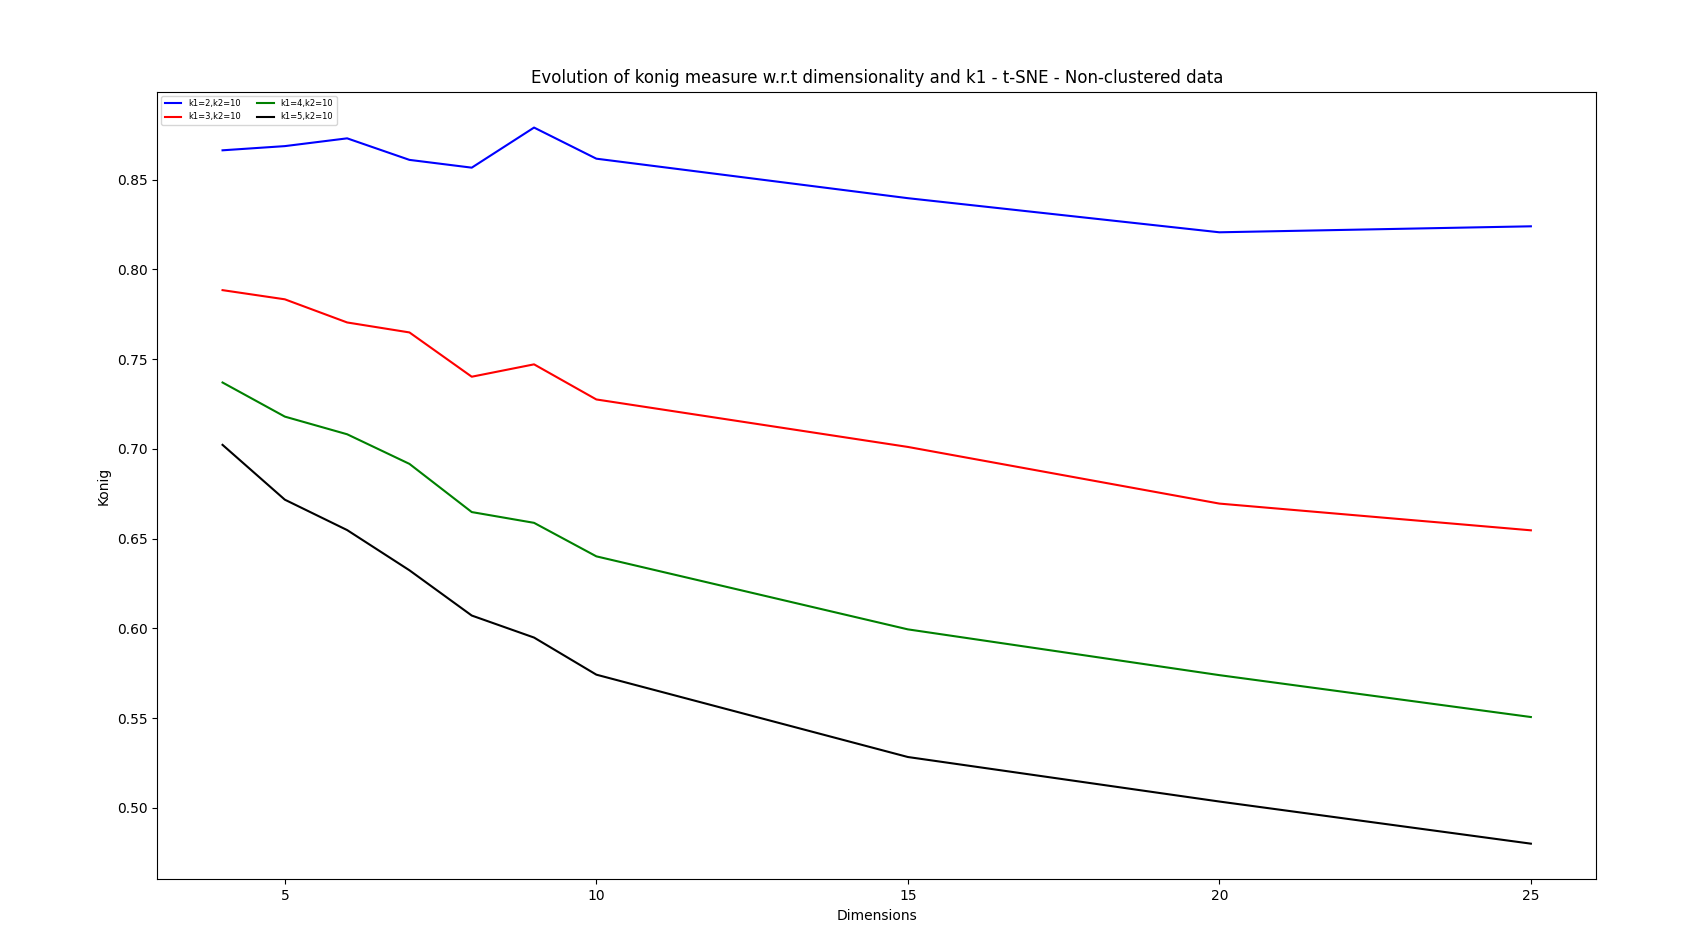 Evolution of konig measure w.r.t dimensionality and k1 - t-SNE - Non-clustered data
k1=2,k2=10 k1=4,k2=10
k1=3,k2=10 k1=5,k2=10
0.85
0.80
0.75
0.70
0.65
0.60
0.55
0.50
Konig
5 10 15 20 25
Dimensions